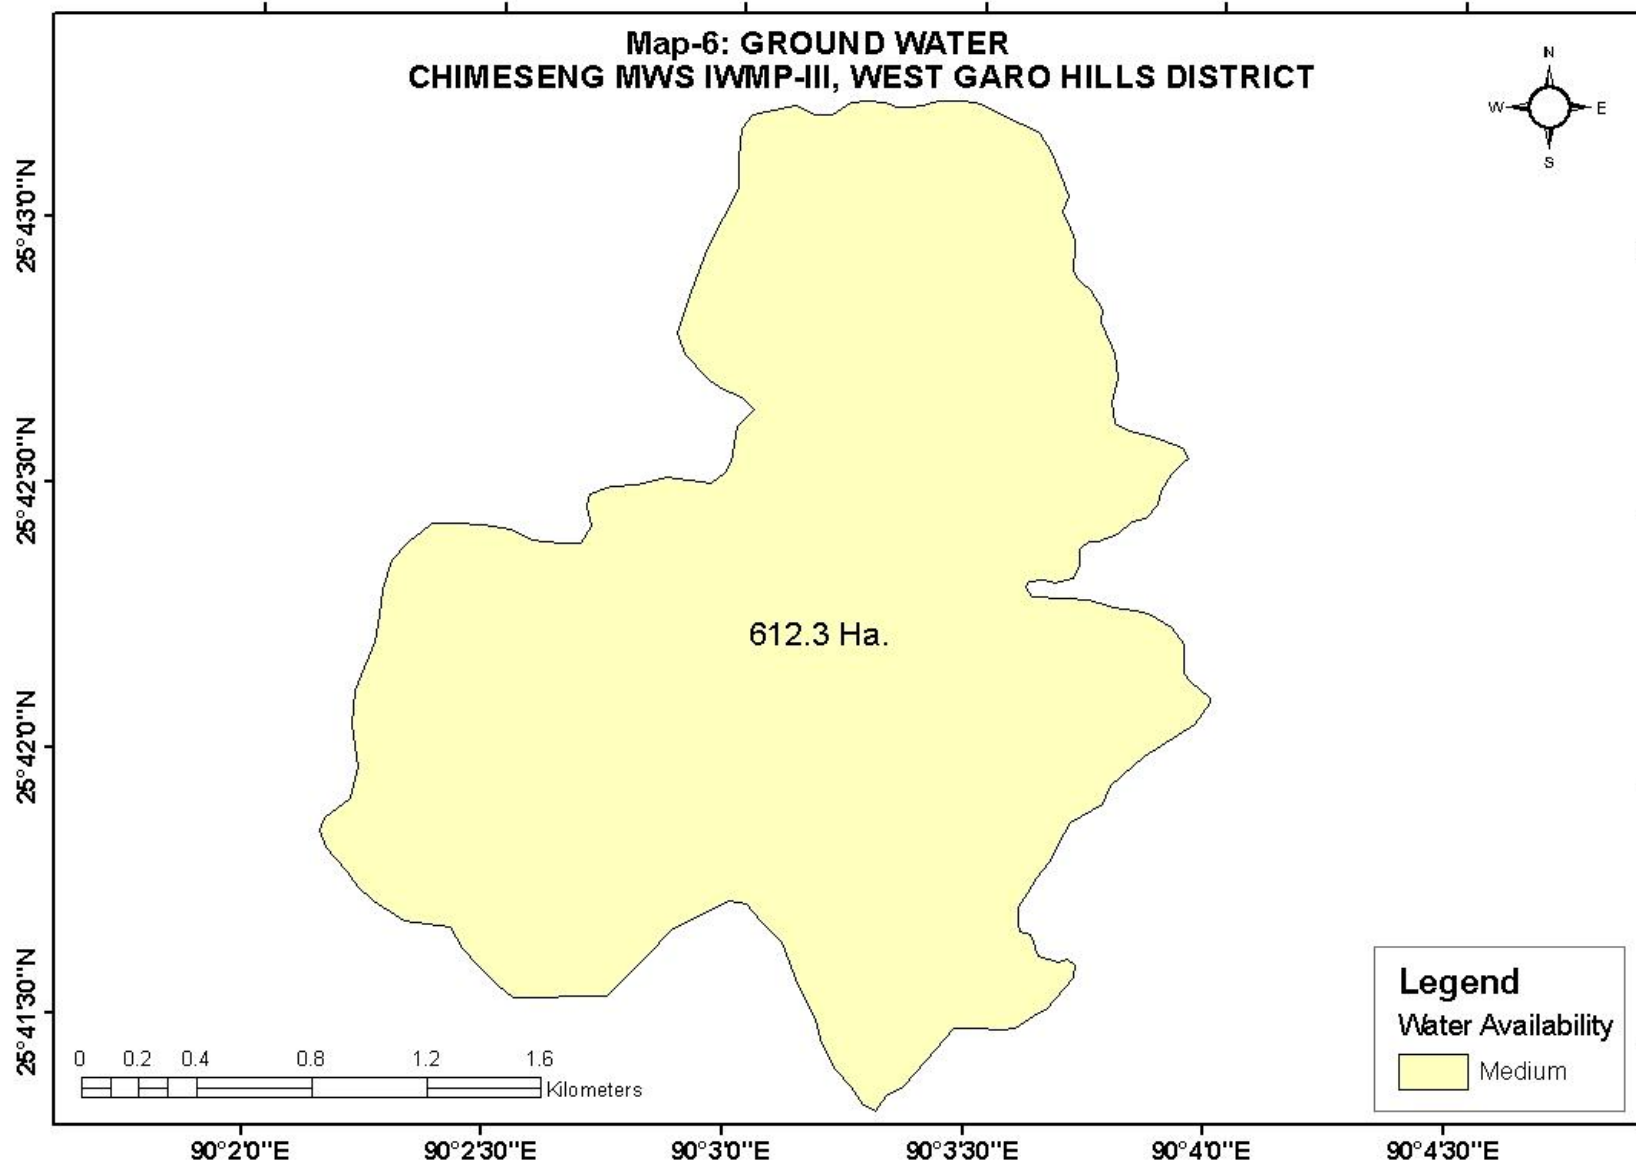 Map-6: GROUND WATER
CHIMESENG MWS IWMP-III, WEST GARO HILLS DISTRICT
N
W E
S
25°43'0"N
25°42'30"N
612.3 Ha.
25°42'0"N
25°41'30"N
Legend
Water Availability
Medium
0 0.2 0.4 0.8 1.2 1.6
Kilometers
90°2'0"E 90°2'30"E 90°3'0"E 90°3'30"E 90°4'0"E 90°4'30"E